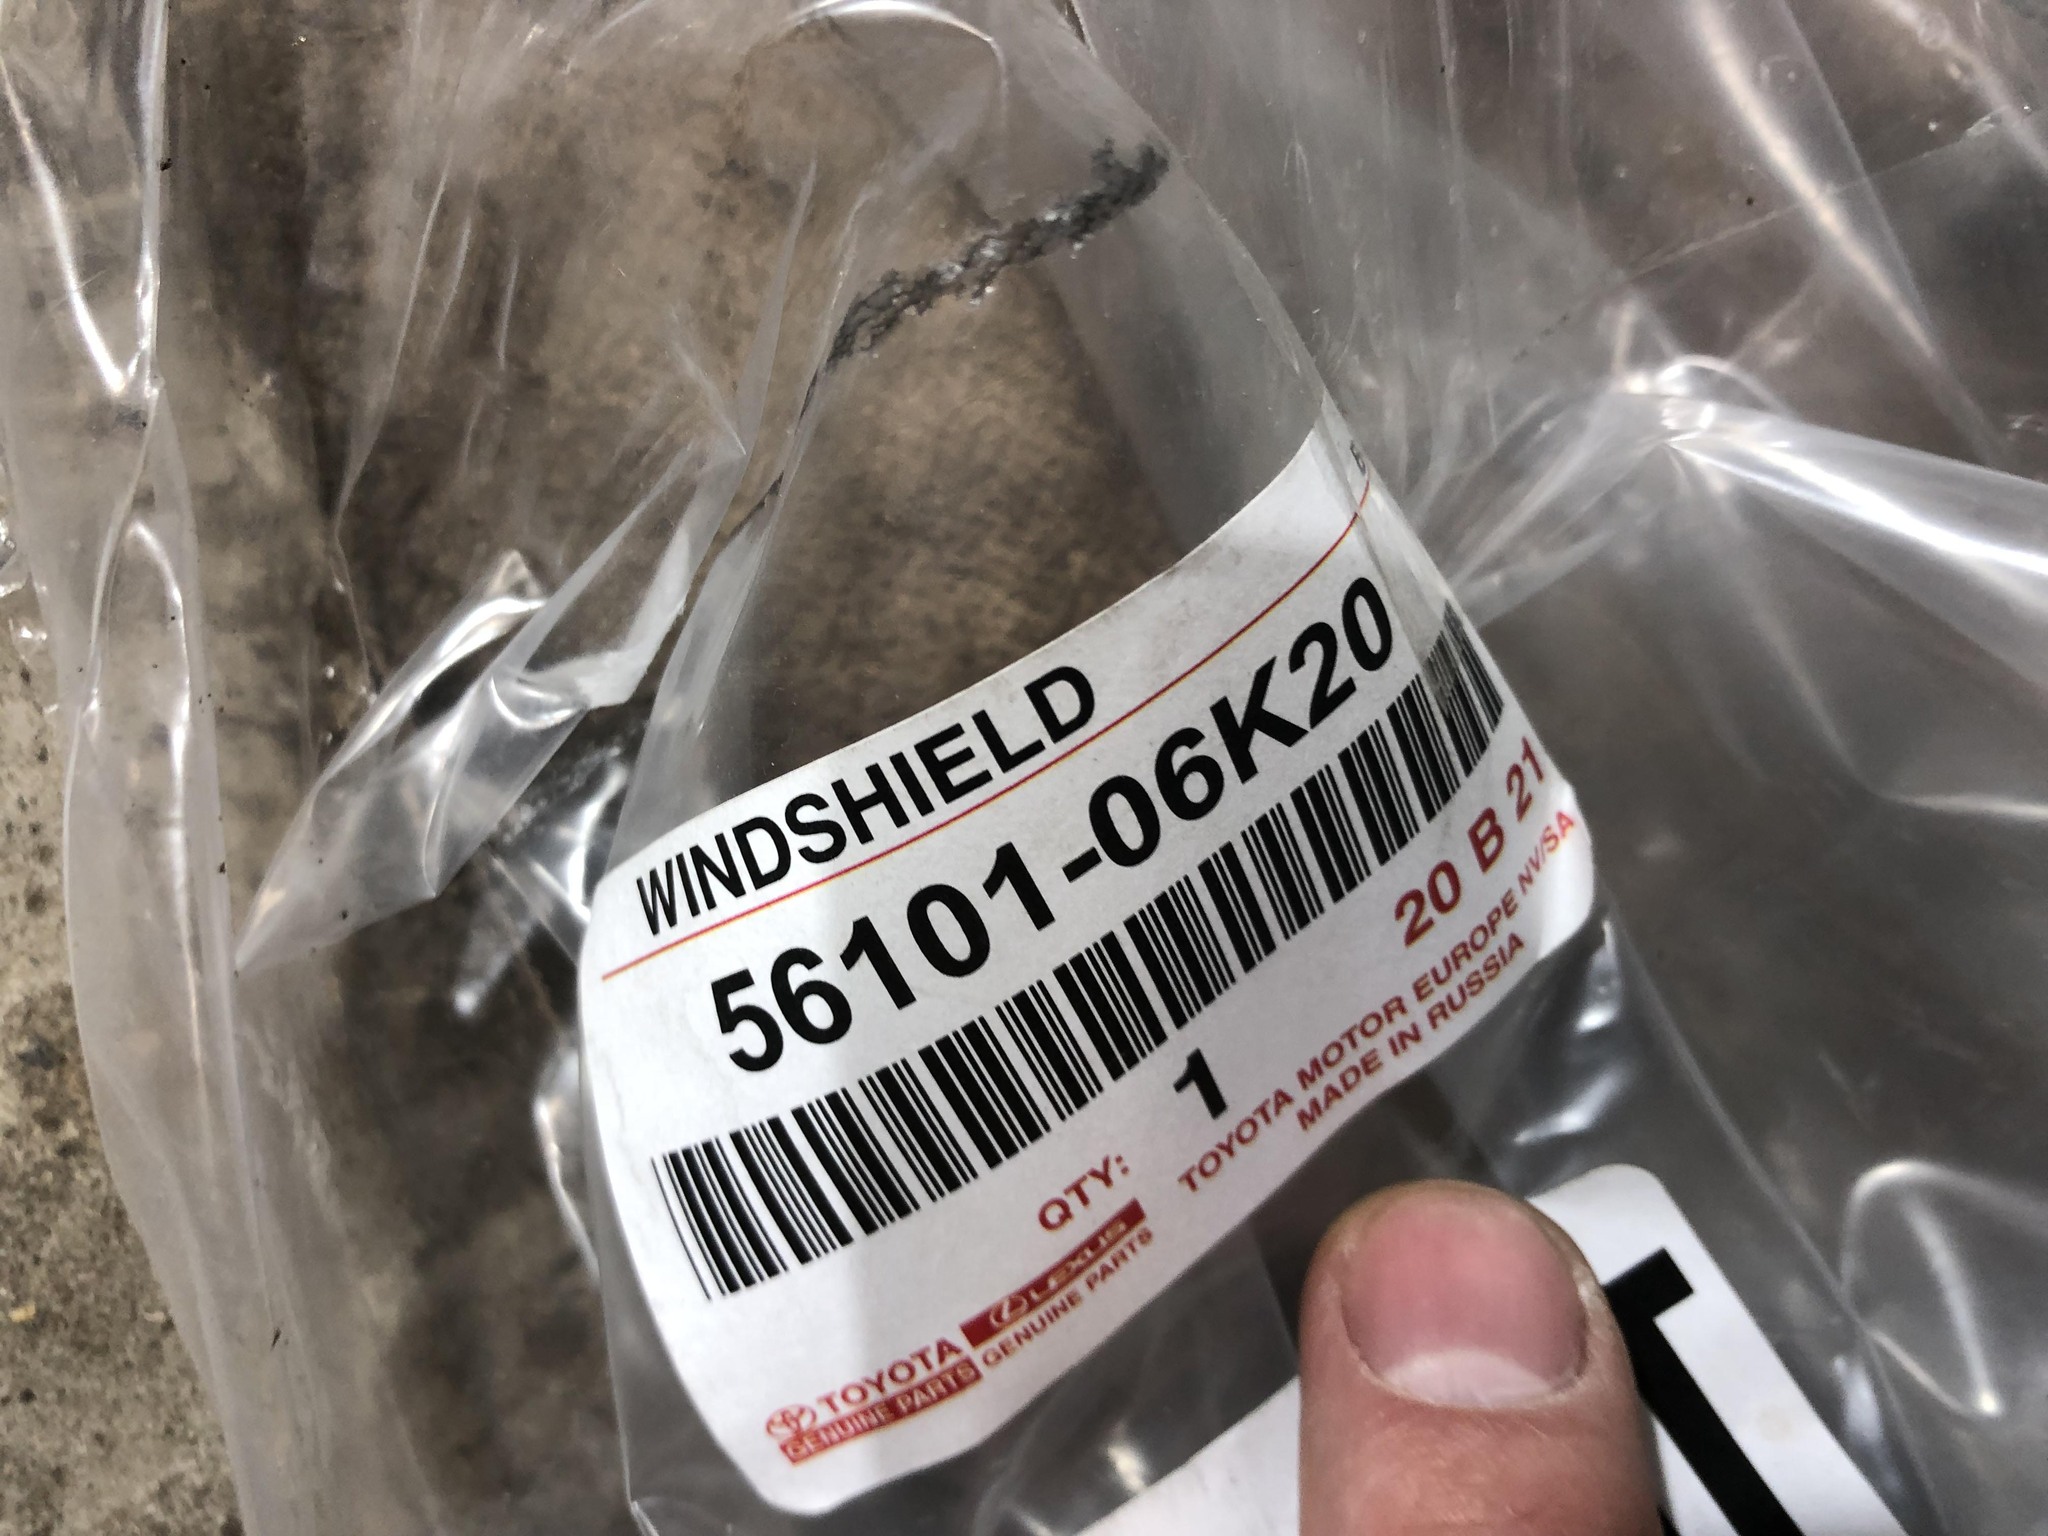 WINDSHIELD
56101-06K20
20 B 21
QTY: 1
TOYOTA MOTOR EUROPE NV/SA
MADE IN RUSSIA
TOYOTA
GENUINE PARTS
LEXUS
GENUINE PARTS